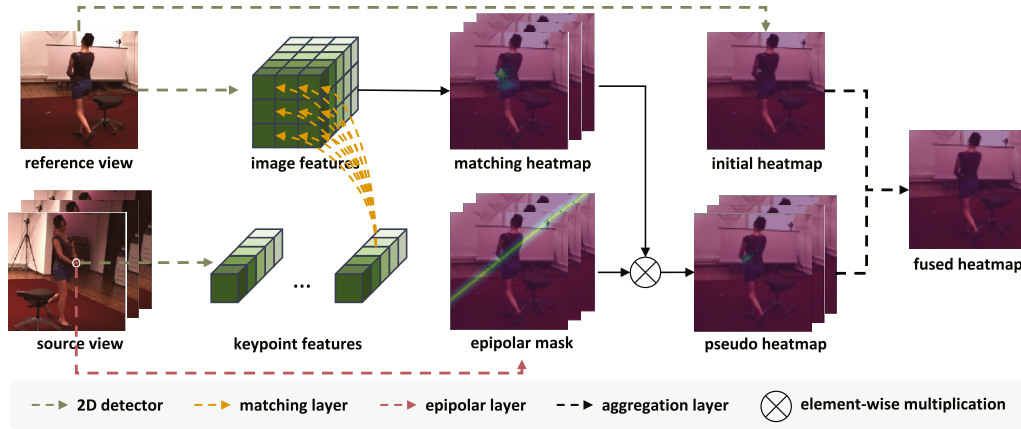 reference view
image features
matching heatmap
initial heatmap
fused heatmap
source view
keypoint features
...
epipolar mask
pseudo heatmap
2D detector
matching layer
epipolar layer
aggregation layer
element-wise multiplication